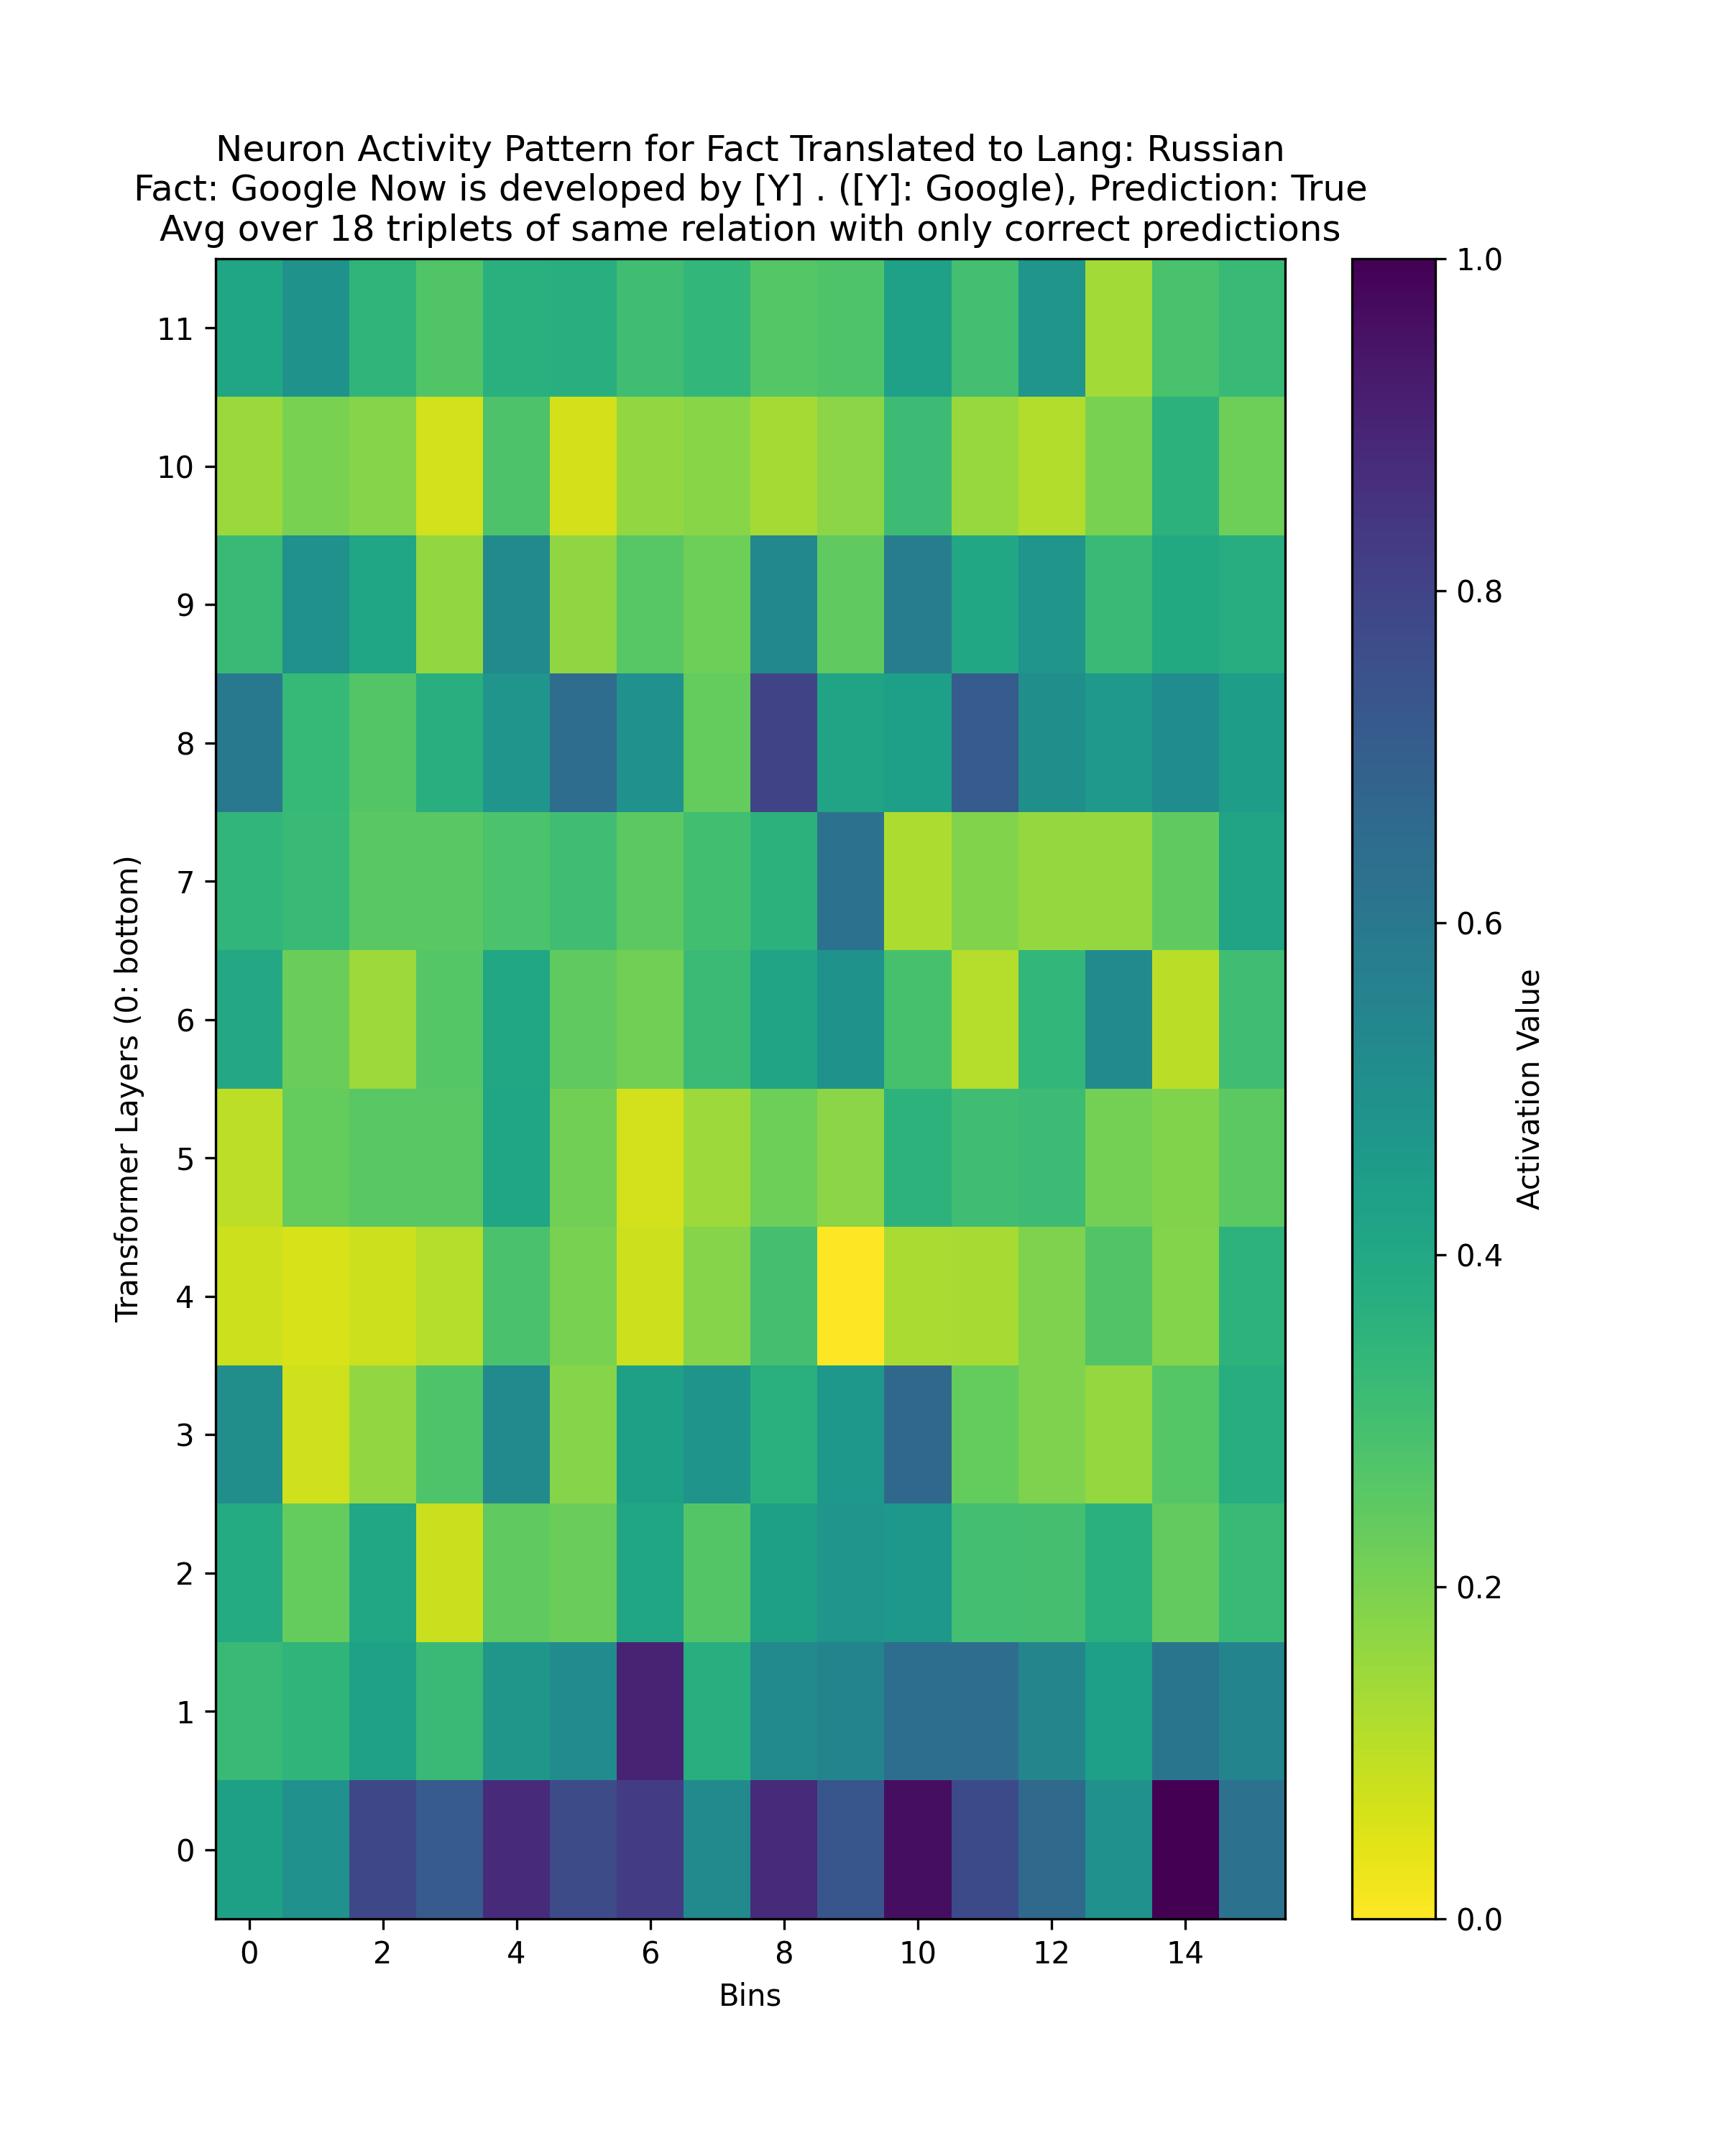 Neuron Activity Pattern for Fact Translated to Lang: Russian
Fact: Google Now is developed by [Y] . ([Y]: Google), Prediction: True
Avg over 18 triplets of same relation with only correct predictions
Transformer Layers (0: bottom)
11
10
9
8
7
6
5
4
3
2
1
0
0 2 4 6 8 10 12 14
Bins
1.0
0.8
0.6
0.4
0.2
0.0
Activation Value